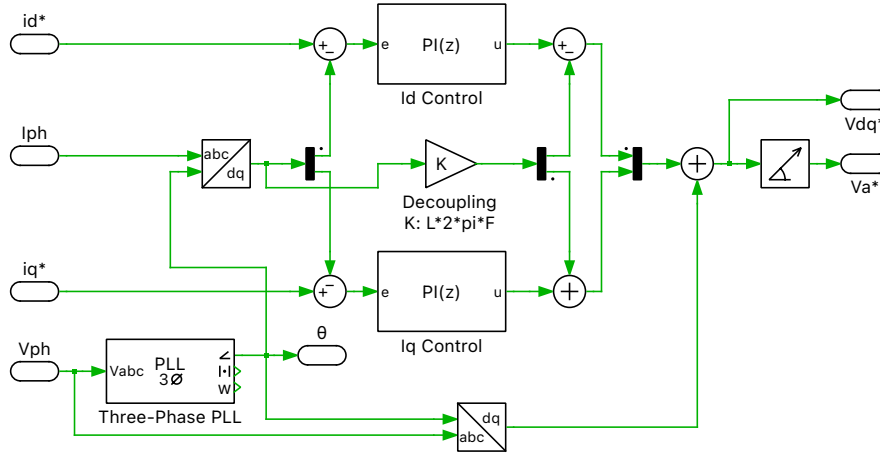 id*
e
PI(z)
u
Id Control
Iph
abc
dq
K
Decoupling
K: L*2*pi*F
Vdq*
Va*
iq*
e
PI(z)
u
Iq Control
θ
Vph
Vabc
PLL
3Ø
∠
|•|
W
Three-Phase PLL
dq
abc